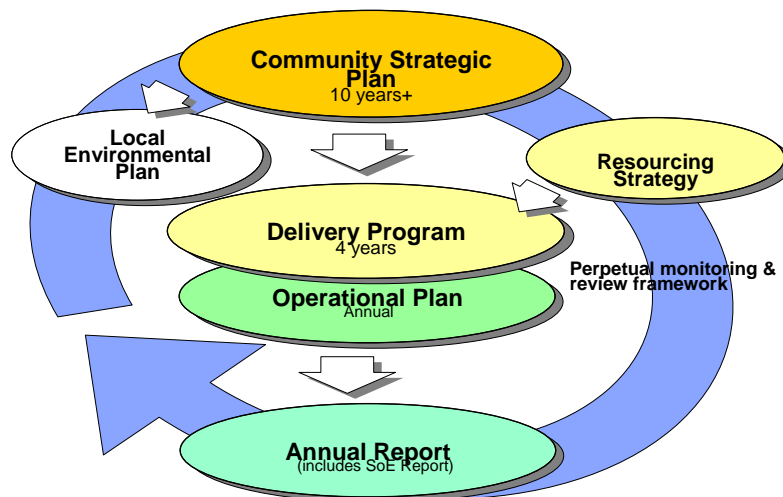 Community Strategic
Plan
10 years+
Local
Environmental
Plan
Resourcing
Strategy
Delivery Program
4 years
Perpetual monitoring &
review framework
Operational Plan
Annual
Annual Report
(includes SoE Report)